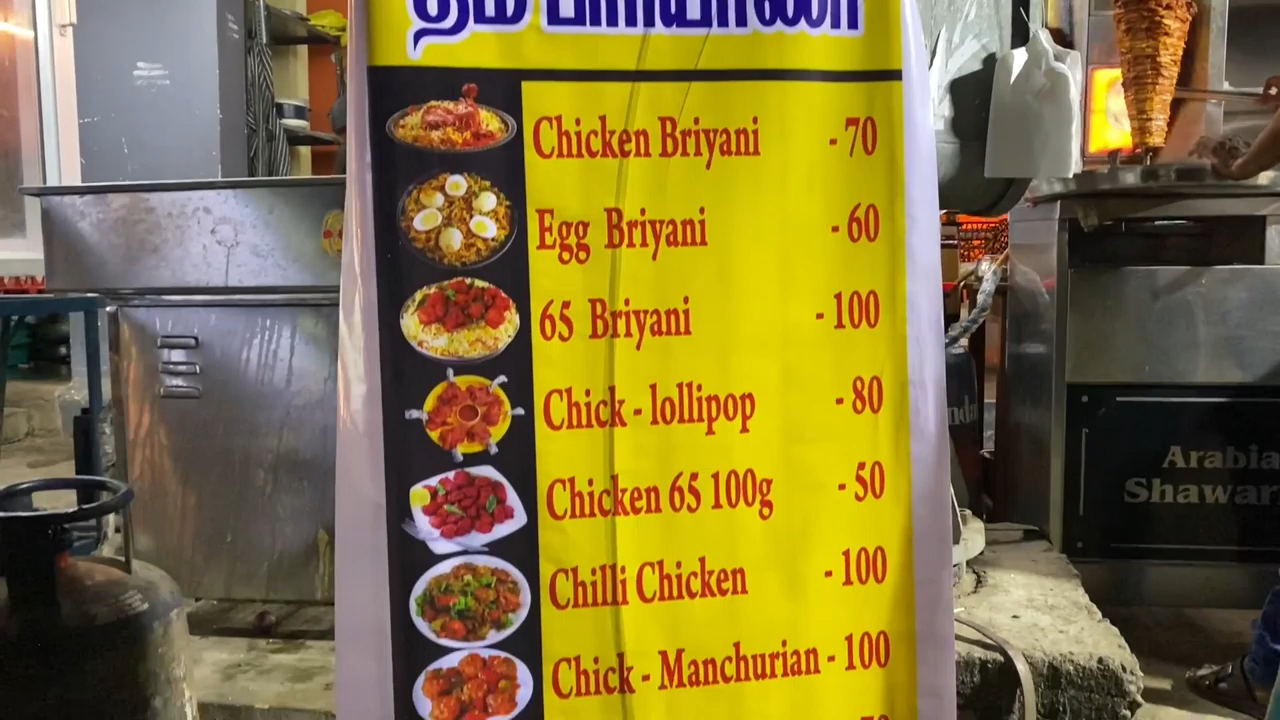 தம் பிரியாணி
Chicken Briyani - 70
Egg Briyani - 60
65 Briyani - 100
Chick - lollipop - 80
Chicken 65 100g - 50
Chilli Chicken - 100
Chick - Manchurian - 100
Arabia
Shawar